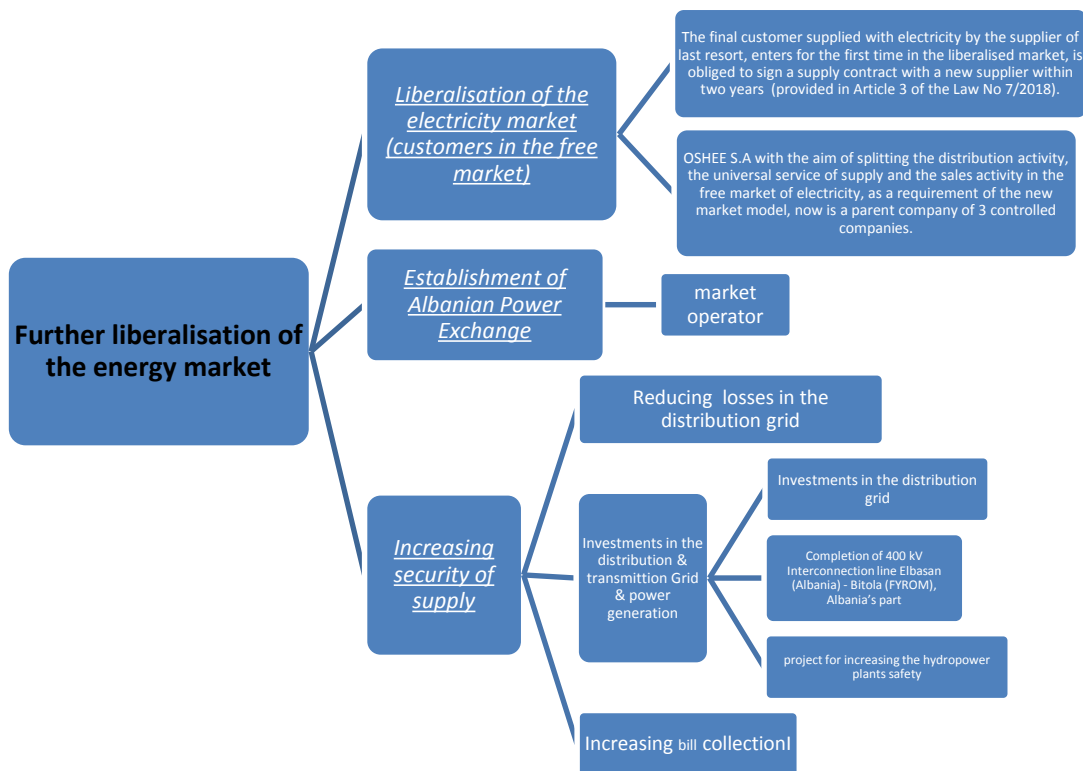 The final customer supplied with electricity by the supplier of
last resort, enters for the first time in the liberalised market, is
obliged to sign a supply contract with a new supplier within
two years (provided in Article 3 of the Law No 7/2018).
Liberalisation of the
electricity market
(customers in the free
market)
OSHEE S.A with the aim of splitting the distribution activity,
the universal service of supply and the sales activity in the
free market of electricity, as a requirement of the new
market model, now is a parent company of 3 controlled
companies.
Further liberalisation of
the energy market
Establishment of
Albanian Power
Exchange
market
operator
Reducing losses in the
distribution grid
Increasing
security of
supply
Investments in the
distribution &
transmittion Grid
& power
generation
Investments in the distribution
grid
Completion of 400 kV
Interconnection line Elbasan
(Albania) - Bitola (FYROM),
Albania's part
project for increasing the hydropower
plants safety
Increasing bill collectionl